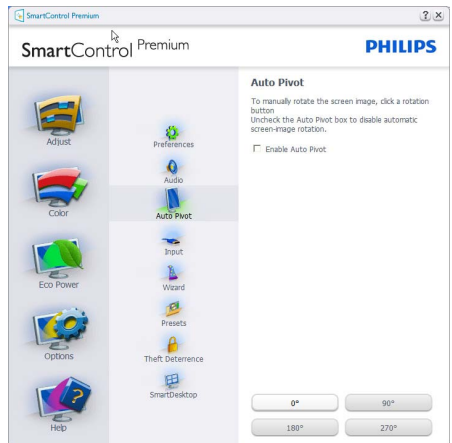 SmartControl Premium
SmartControl Premium
PHILIPS
Adjust
Color
Eco Power
Options
Help
Preferences
Audio
Auto Pivot
Input
Wizard
Presets
Theft Deterrence
SmartDesktop
Auto Pivot
To manually rotate the screen image, click a rotation
button
Uncheck the Auto Pivot box to disable automatic
screen-image rotation.
Enable Auto Pivot
0°
90°
180°
270°